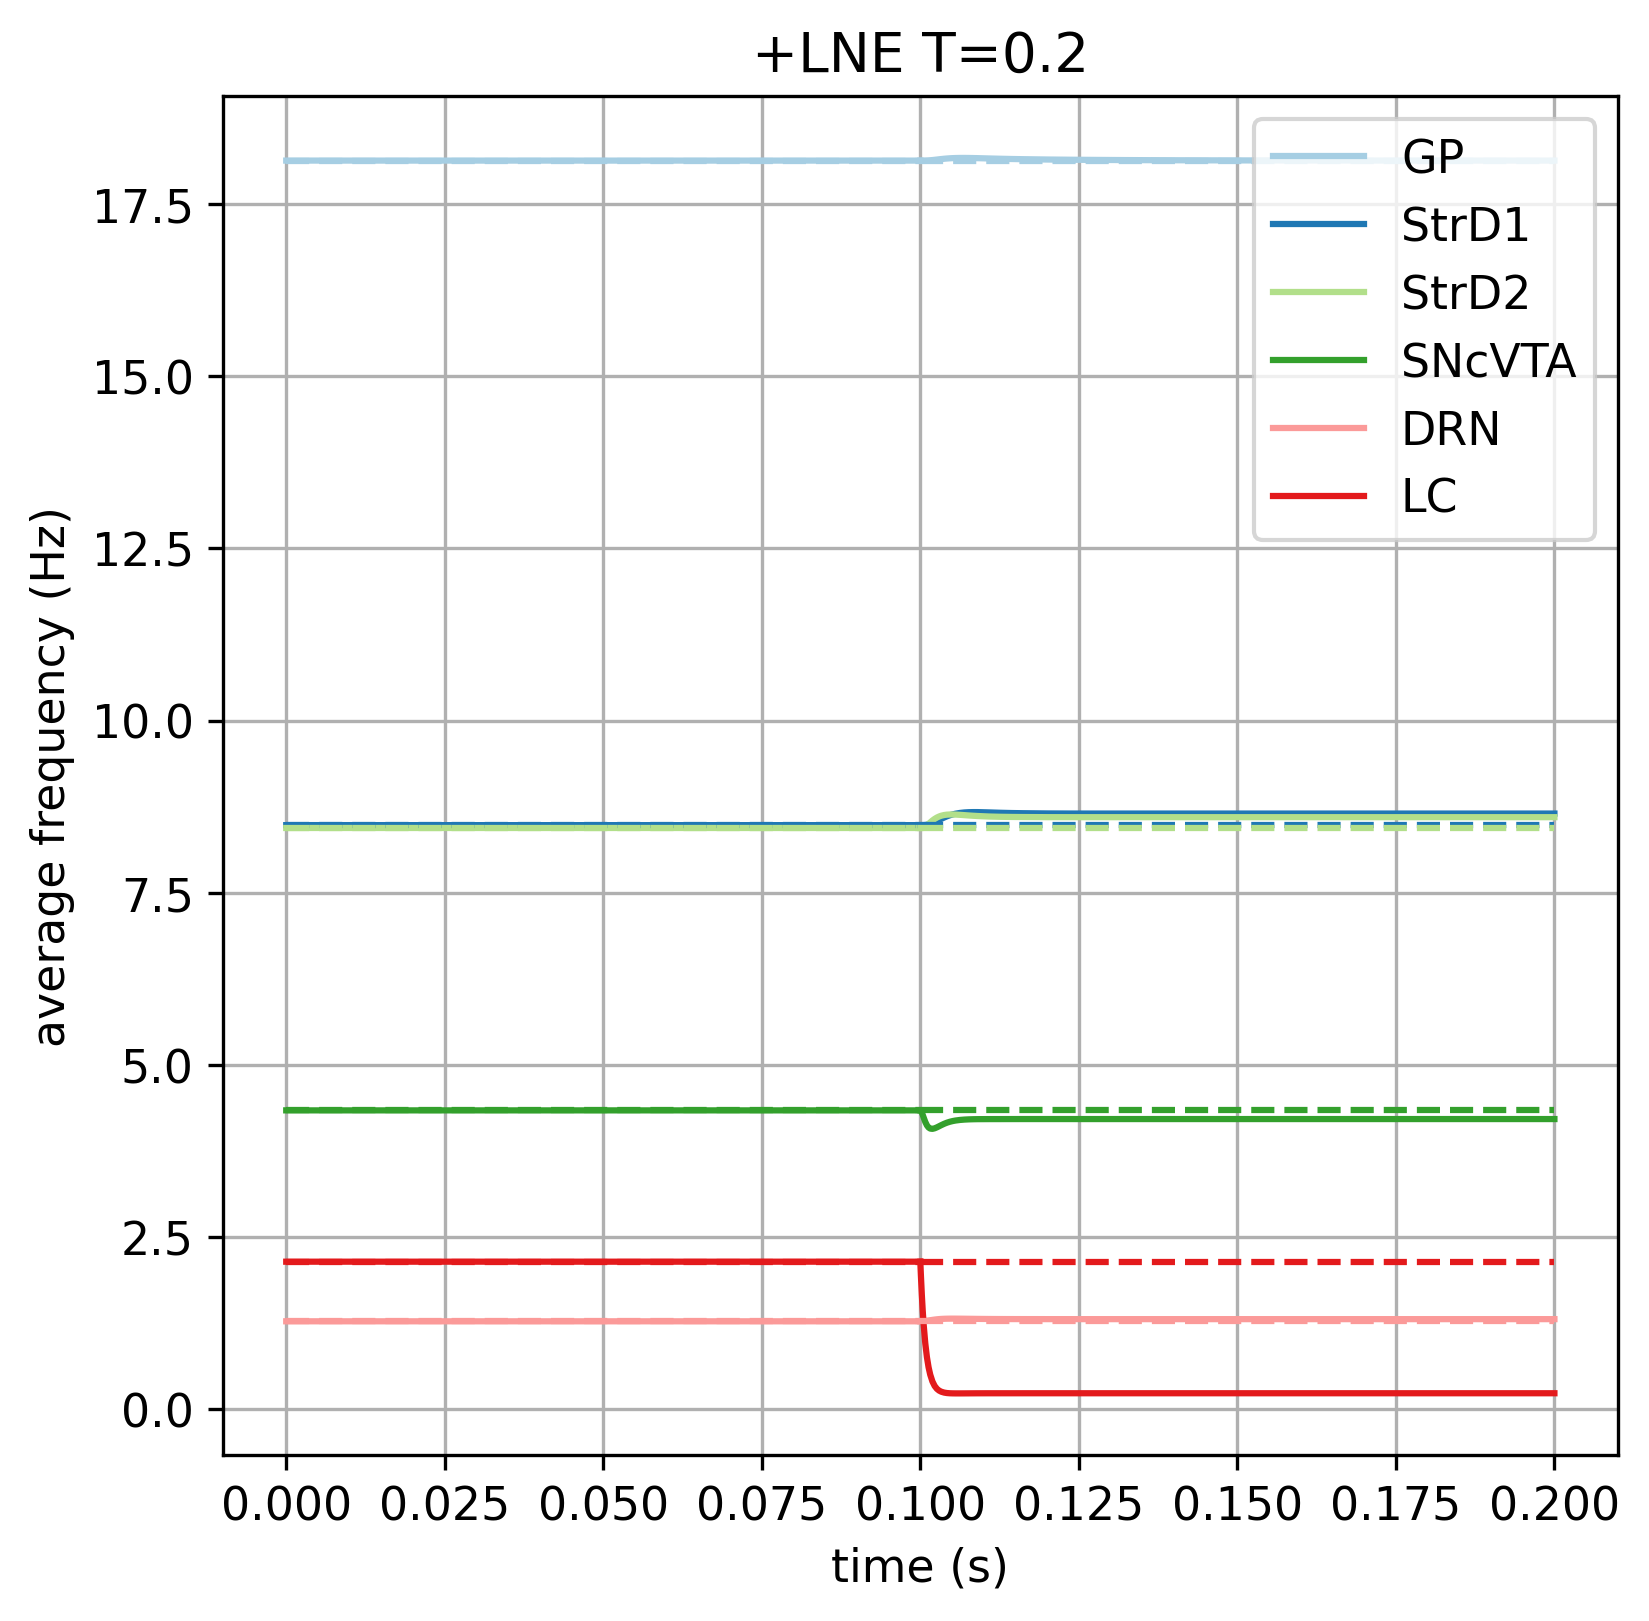 +LNE T=0.2
average frequency (Hz)
17.5
15.0
12.5
10.0
7.5
5.0
2.5
0.0
GP
StrD1
StrD2
SNcVTA
DRN
LC
0.000 0.025 0.050 0.075 0.100 0.125 0.150 0.175 0.200
time (s)